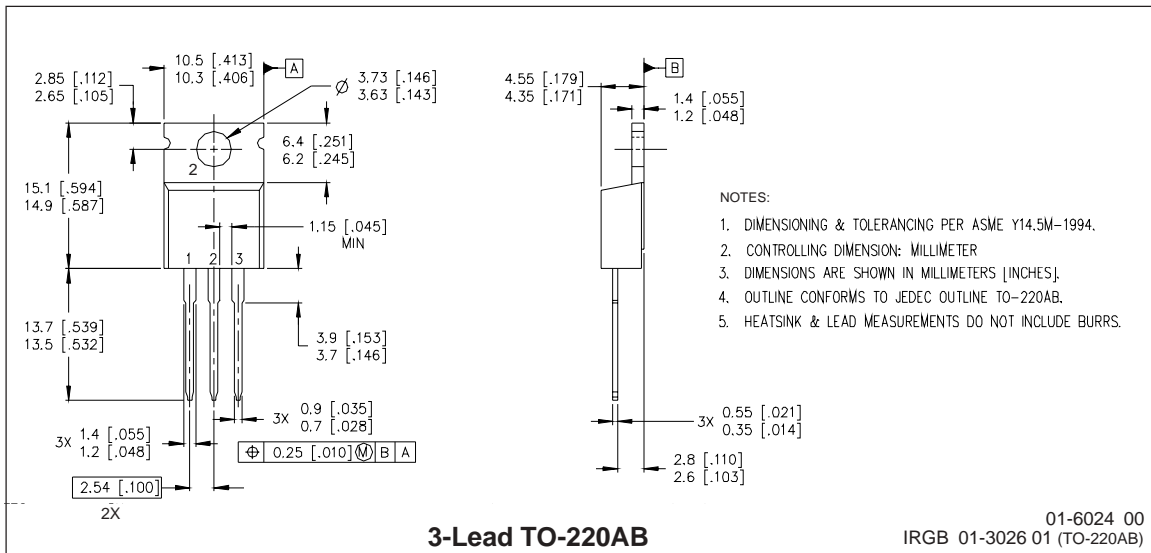 10.5 [.413]
10.3 [.406]
A
2.85 [.112]
2.65 [.105]
Ø 3.73 [.146]
3.63 [.143]
6.4 [.251]
6.2 [.245]
2
15.1 [.594]
14.9 [.587]
1.15 [.045]
MIN
1 2 3
13.7 [.539]
13.5 [.532]
3.9 [.153]
3.7 [.146]
3X 0.9 [.035]
0.7 [.028]
3X 1.4 [.055]
1.2 [.048]
⌖ 0.25 [.010] Ⓜ B A
2.54 [.100]
2X
4.55 [.179]
4.35 [.171]
B
1.4 [.055]
1.2 [.048]
NOTES:
1. DIMENSIONING & TOLERANCING PER ASME Y14.5M-1994.
2. CONTROLLING DIMENSION: MILLIMETER
3. DIMENSIONS ARE SHOWN IN MILLIMETERS [INCHES].
4. OUTLINE CONFORMS TO JEDEC OUTLINE TO-220AB.
5. HEATSINK & LEAD MEASUREMENTS DO NOT INCLUDE BURRS.
3X 0.55 [.021]
0.35 [.014]
2.8 [.110]
2.6 [.103]
3-Lead TO-220AB
01-6024 00
IRGB 01-3026 01 (TO-220AB)